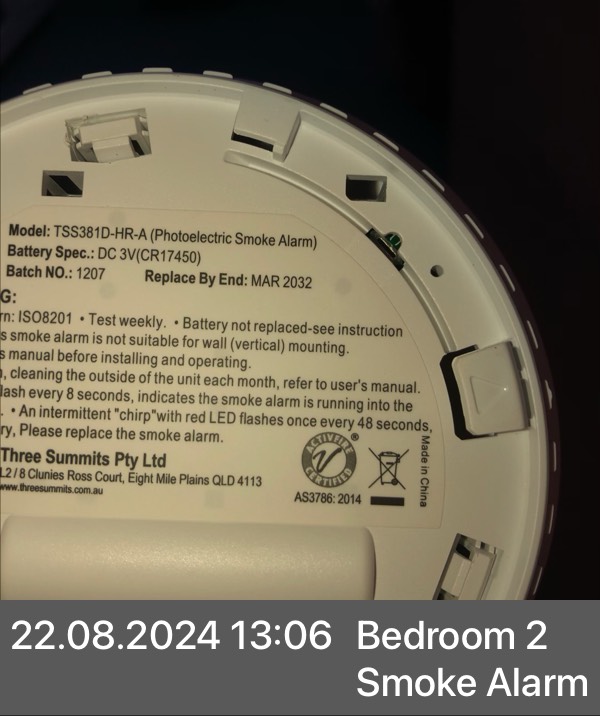 Model: TSS381D-HR-A (Photoelectric Smoke Alarm)
Battery Spec.: DC 3V(CR17450)
Batch NO.: 1207 Replace By End: MAR 2032
G:
rn: ISO8201 • Test weekly. • Battery not replaced-see instruction
s smoke alarm is not suitable for wall (vertical) mounting.
s manual before installing and operating.
, cleaning the outside of the unit each month, refer to user's manual.
lash every 8 seconds, indicates the smoke alarm is running into the
• An intermittent "chirp"with red LED flashes once every 48 seconds,
ry, Please replace the smoke alarm.
Three Summits Pty Ltd
L2 / 8 Clunies Ross Court, Eight Mile Plains QLD 4113
www.threesummits.com.au
ACTIVFIRE
®
CERTIFIED
AS3786: 2014
Made in China
22.08.2024 13:06 Bedroom 2
Smoke Alarm